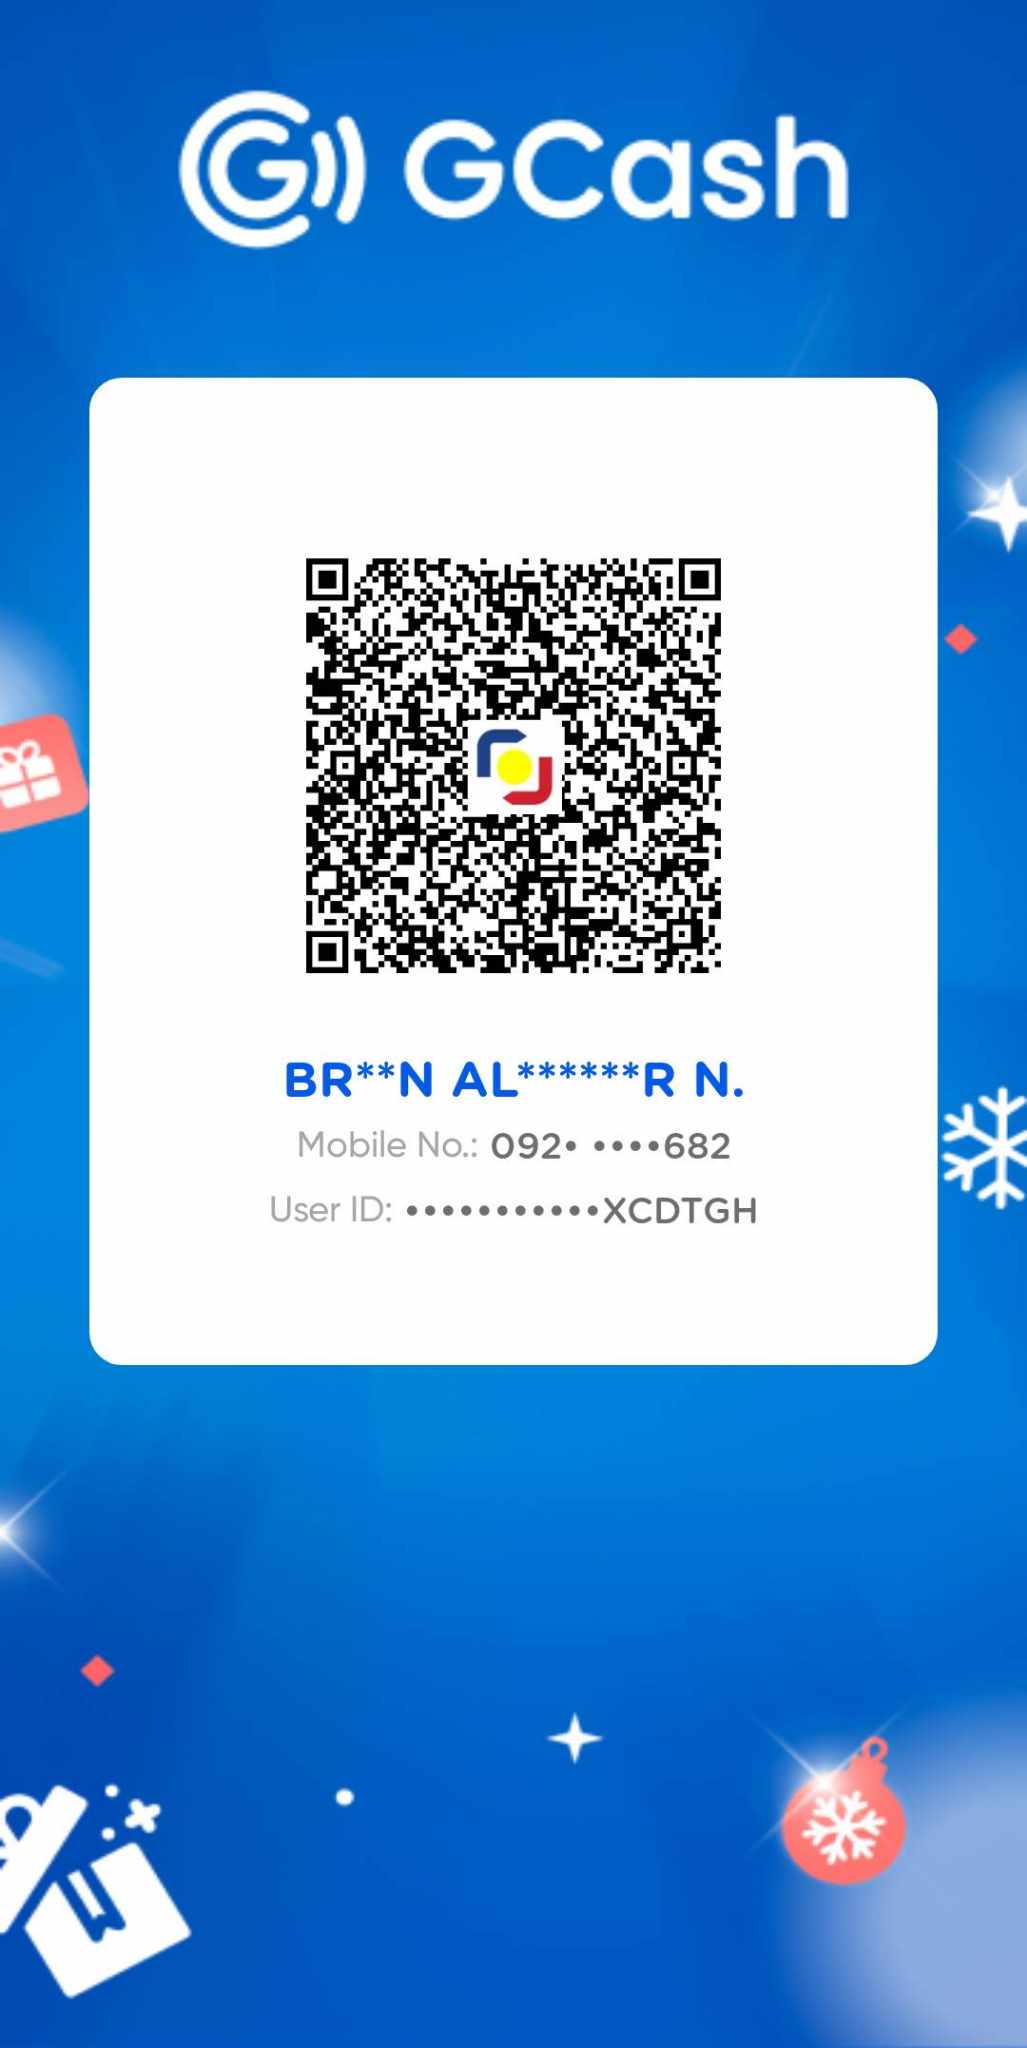 GCash
BR**N AL******R N.
Mobile No.: 092• ••••682
User ID: •••••••••••XCDTGH